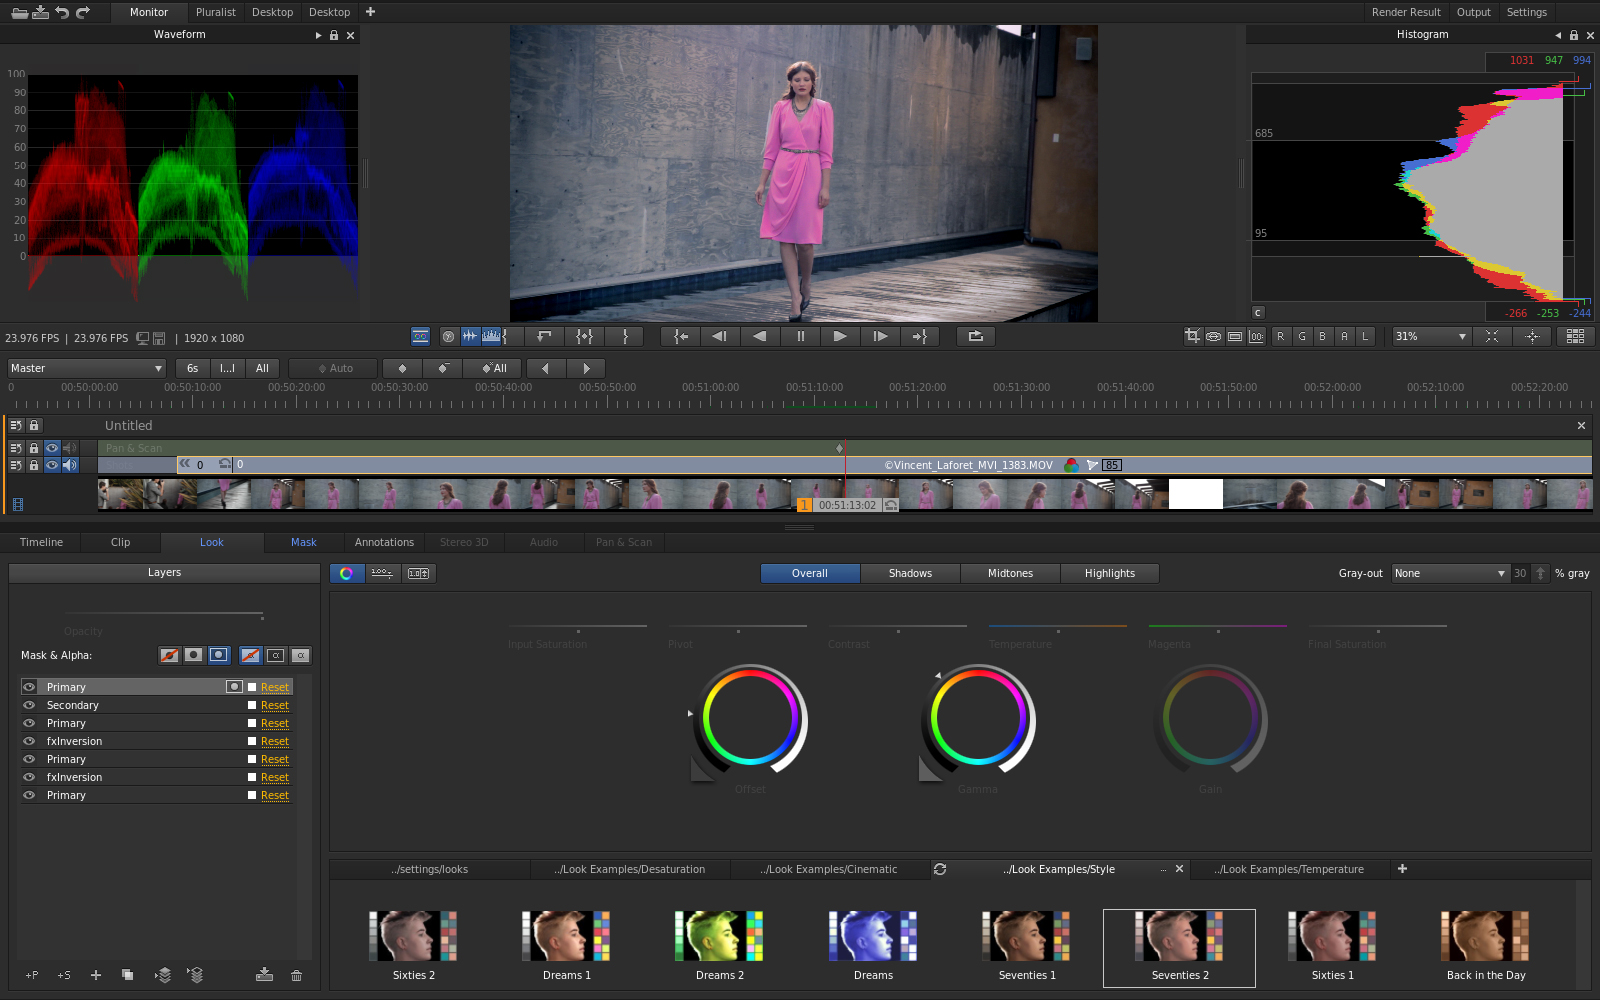 Monitor Pluralist Desktop Desktop + Render Result Output Settings
Waveform Histogram
1031 947 994
100
90
80
70
60
50
40
30
20
10
0
685
95
c
-266 -253 -244
23.976 FPS | 23.976 FPS | 1920 x 1080
R G B A L 31%
Master 6s I...I All Auto All
0 00:50:00:00 00:50:10:00 00:50:20:00 00:50:30:00 00:50:40:00 00:50:50:00 00:51:00:00 00:51:10:00 00:51:20:00 00:51:30:00 00:51:40:00 00:51:50:00 00:52:00:00 00:52:10:00 00:52:20:00
Untitled
Pan & Scan
0 0 ©Vincent_Laforet_MVI_1383.MOV 85
1 00:51:13:02
Timeline Clip Look Mask Annotations Stereo 3D Audio Pan & Scan
Layers
Overall Shadows Midtones Highlights Gray-out None 30 % gray
Opacity
Input Saturation Pivot Contrast Temperature Magenta Final Saturation
Mask & Alpha:
Primary Reset
Secondary Reset
Primary Reset
fxInversion Reset
Primary Reset
fxInversion Reset
Primary Reset
Offset Gamma Gain
../settings/looks ../Look Examples/Desaturation ../Look Examples/Cinematic ../Look Examples/Style ... ../Look Examples/Temperature +
+P +S +
Sixties 2 Dreams 1 Dreams 2 Dreams Seventies 1 Seventies 2 Sixties 1 Back in the Day